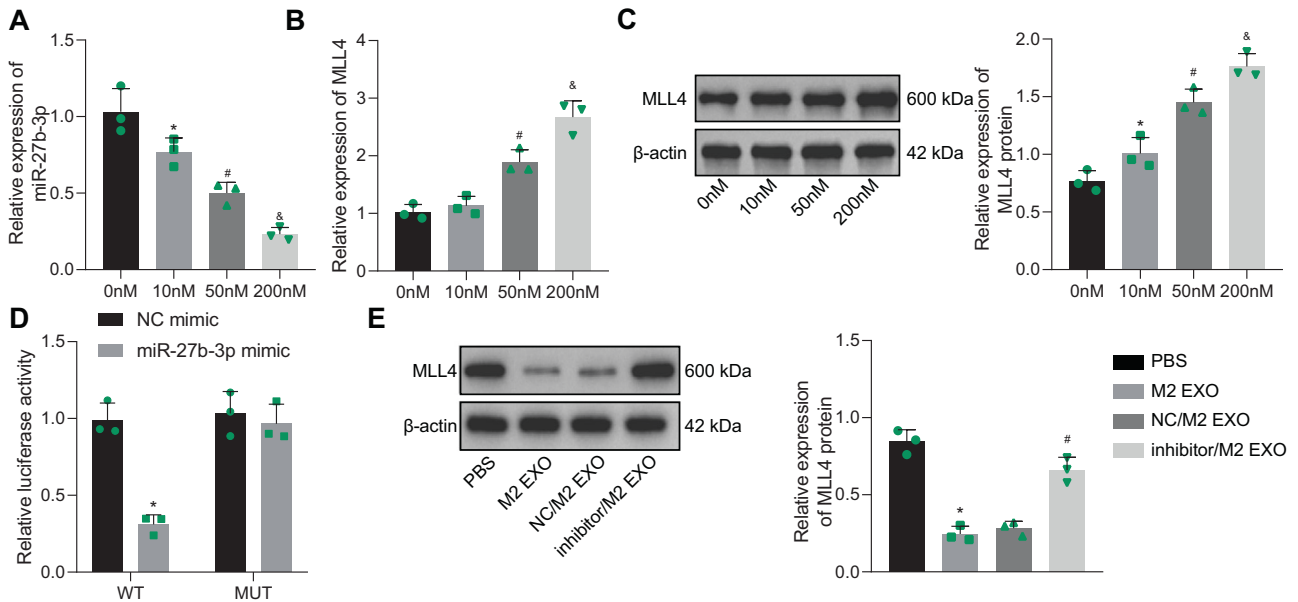 A
Relative expression of
miR-27b-3p
1.5
1.0
0.5
0.0
*
#
&
0nM
10nM
50nM
200nM
B
Relative expression of MLL4
4
3
2
1
0
#
&
0nM
10nM
50nM
200nM
C
MLL4
600 kDa
β-actin
42 kDa
0nM
10nM
50nM
200nM
Relative expression of
MLL4 protein
2.0
1.5
1.0
0.5
0.0
*
#
&
0nM
10nM
50nM
200nM
D
NC mimic
miR-27b-3p mimic
Relative luciferase activity
1.5
1.0
0.5
0.0
*
WT
MUT
E
MLL4
600 kDa
β-actin
42 kDa
PBS
M2 EXO
NC/M2 EXO
inhibitor/M2 EXO
Relative expression
of MLL4 protein
1.5
1.0
0.5
0.0
*
#
PBS
M2 EXO
NC/M2 EXO
inhibitor/M2 EXO